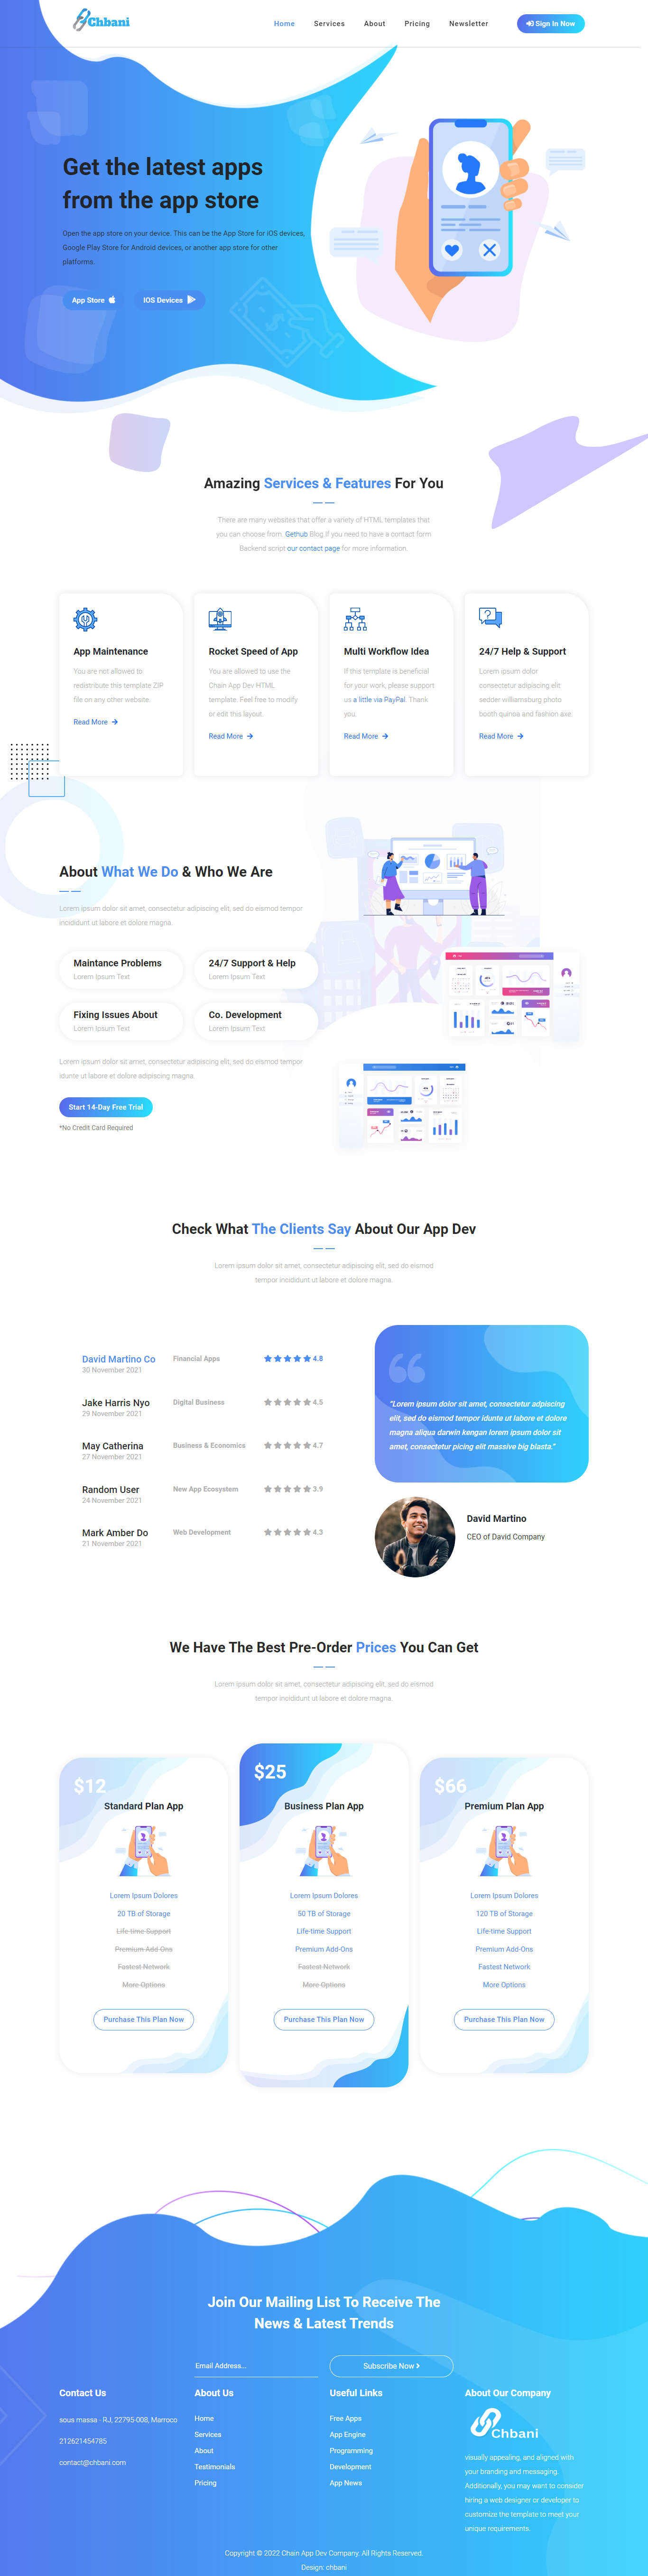 Chbani
Home Services About Pricing Newsletter Sign In Now
Get the latest apps
from the app store
Open the app store on your device. This can be the App Store for iOS devices,
Google Play Store for Android devices, or another app store for other
platforms.
App Store IOS Devices
Amazing Services & Features For You
There are many websites that offer a variety of HTML templates that
you can choose from. Gethub Blog.If you need to have a contact form
Backend script our contact page for more information.
App Maintenance
You are not allowed to
redistribute this template ZIP
file on any other website.
Read More
Rocket Speed of App
You are allowed to use the
Chain App Dev HTML
template. Feel free to modify
or edit this layout.
Read More
Multi Workflow Idea
If this template is beneficial
for your work, please support
us a little via PayPal. Thank
you.
Read More
24/7 Help & Support
Lorem ipsum dolor
consectetur adipiscing elit
sedder williamsburg photo
booth quinoa and fashion axe.
Read More
About What We Do & Who We Are
Lorem ipsum dolor sit amet, consectetur adipiscing elit, sed do eismod tempor
incididunt ut labore et dolore magna.
Maintance Problems
Lorem Ipsum Text
24/7 Support & Help
Lorem Ipsum Text
Fixing Issues About
Lorem Ipsum Text
Co. Development
Lorem Ipsum Text
Lorem ipsum dolor sit amet, consectetur adipiscing elit, sed do eismod tempor
idunte ut labore et dolore adipiscing magna.
Start 14-Day Free Trial
*No Credit Card Required
Check What The Clients Say About Our App Dev
Lorem ipsum dolor sit amet, consectetur adipiscing elit, sed do eismod
tempor incididunt ut labore et dolore magna.
David Martino Co Financial Apps 4.8
30 November 2021
Jake Harris Nyo Digital Business 4.5
29 November 2021
May Catherina Business & Economics 4.7
27 November 2021
Random User New App Ecosystem 3.9
24 November 2021
Mark Amber Do Web Development 4.3
21 November 2021
“Lorem ipsum dolor sit amet, consectetur adpiscing
elit, sed do eismod tempor idunte ut labore et dolore
magna aliqua darwin kengan lorem ipsum dolor sit
amet, consectetur picing elit massive big blasta.”
David Martino
CEO of David Company
We Have The Best Pre-Order Prices You Can Get
Lorem ipsum dolor sit amet, consectetur adipiscing elit, sed do eismod
tempor incididunt ut labore et dolore magna.
$12
Standard Plan App
Lorem Ipsum Dolores
20 TB of Storage
Life-time Support
Premium Add-Ons
Fastest Network
More Options
Purchase This Plan Now
$25
Business Plan App
Lorem Ipsum Dolores
50 TB of Storage
Life-time Support
Premium Add-Ons
Fastest Network
More Options
Purchase This Plan Now
$66
Premium Plan App
Lorem Ipsum Dolores
120 TB of Storage
Life-time Support
Premium Add-Ons
Fastest Network
More Options
Purchase This Plan Now
Join Our Mailing List To Receive The
News & Latest Trends
Email Address... Subscribe Now
Contact Us
sous massa - RJ, 22795-008, Marroco
212621454785
contact@chbani.com
About Us
Home
Services
About
Testimonials
Pricing
Useful Links
Free Apps
App Engine
Programming
Development
App News
About Our Company
Chbani
visually appealing, and aligned with
your branding and messaging.
Additionally, you may want to consider
hiring a web designer or developer to
customize the template to meet your
unique requirements.
Copyright © 2022 Chain App Dev Company. All Rights Reserved.
Design: chbani